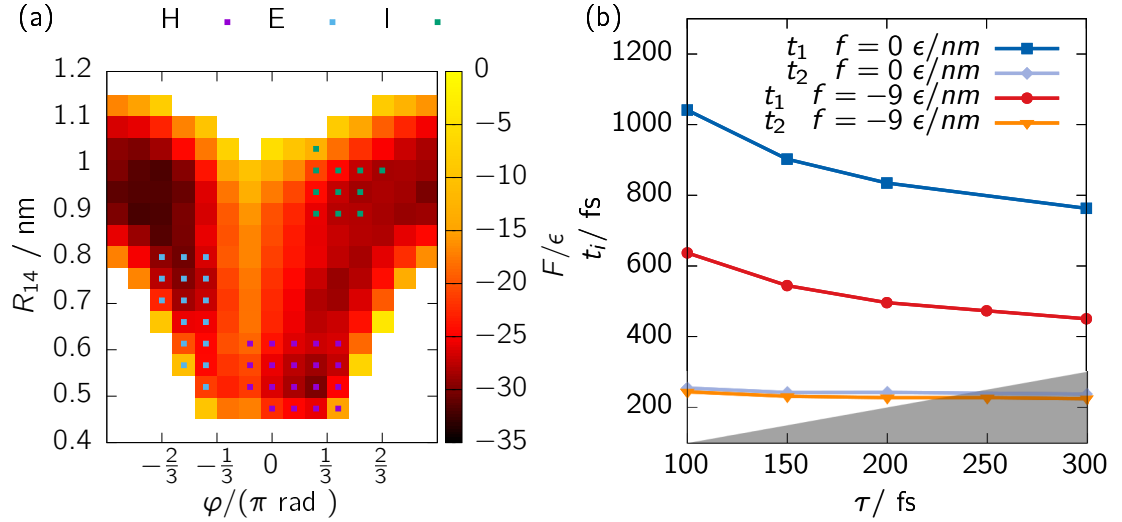 (a)
H E I
1.2
1.1
1
0.9
0.8
0.7
0.6
0.5
0.4
R₁₄ / nm
−2/3 −1/3 0 1/3 2/3
φ/(π rad )
0
−5
−10
−15
−20
−25
−30
−35
F/ϵ
(b)
t₁ f = 0 ϵ/nm
t₂ f = 0 ϵ/nm
t₁ f = −9 ϵ/nm
t₂ f = −9 ϵ/nm
1200
1000
800
600
400
200
tᵢ/ fs
100 150 200 250 300
τ/ fs